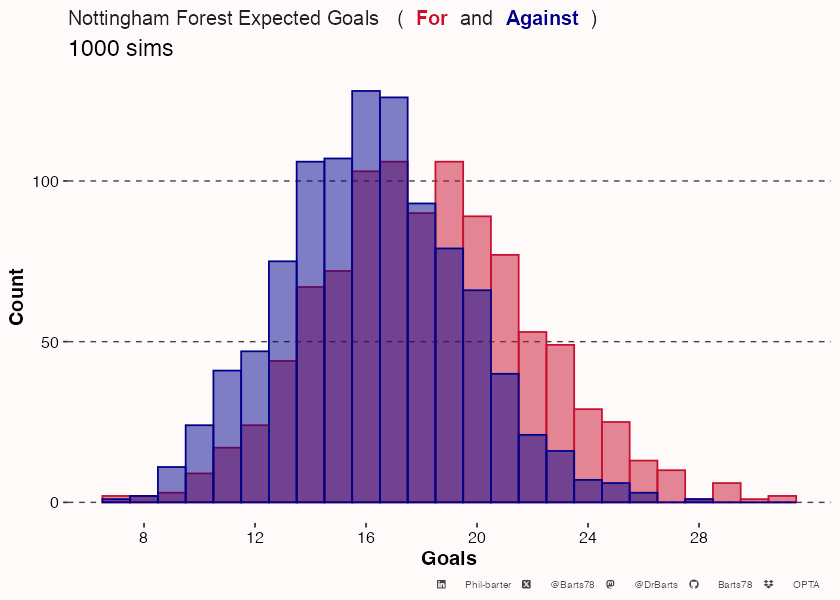 Nottingham Forest Expected Goals ( For and Against )
1000 sims
100
50
0
Count
8 12 16 20 24 28
Goals
Phil-barter @Barts78 @DrBarts Barts78 OPTA